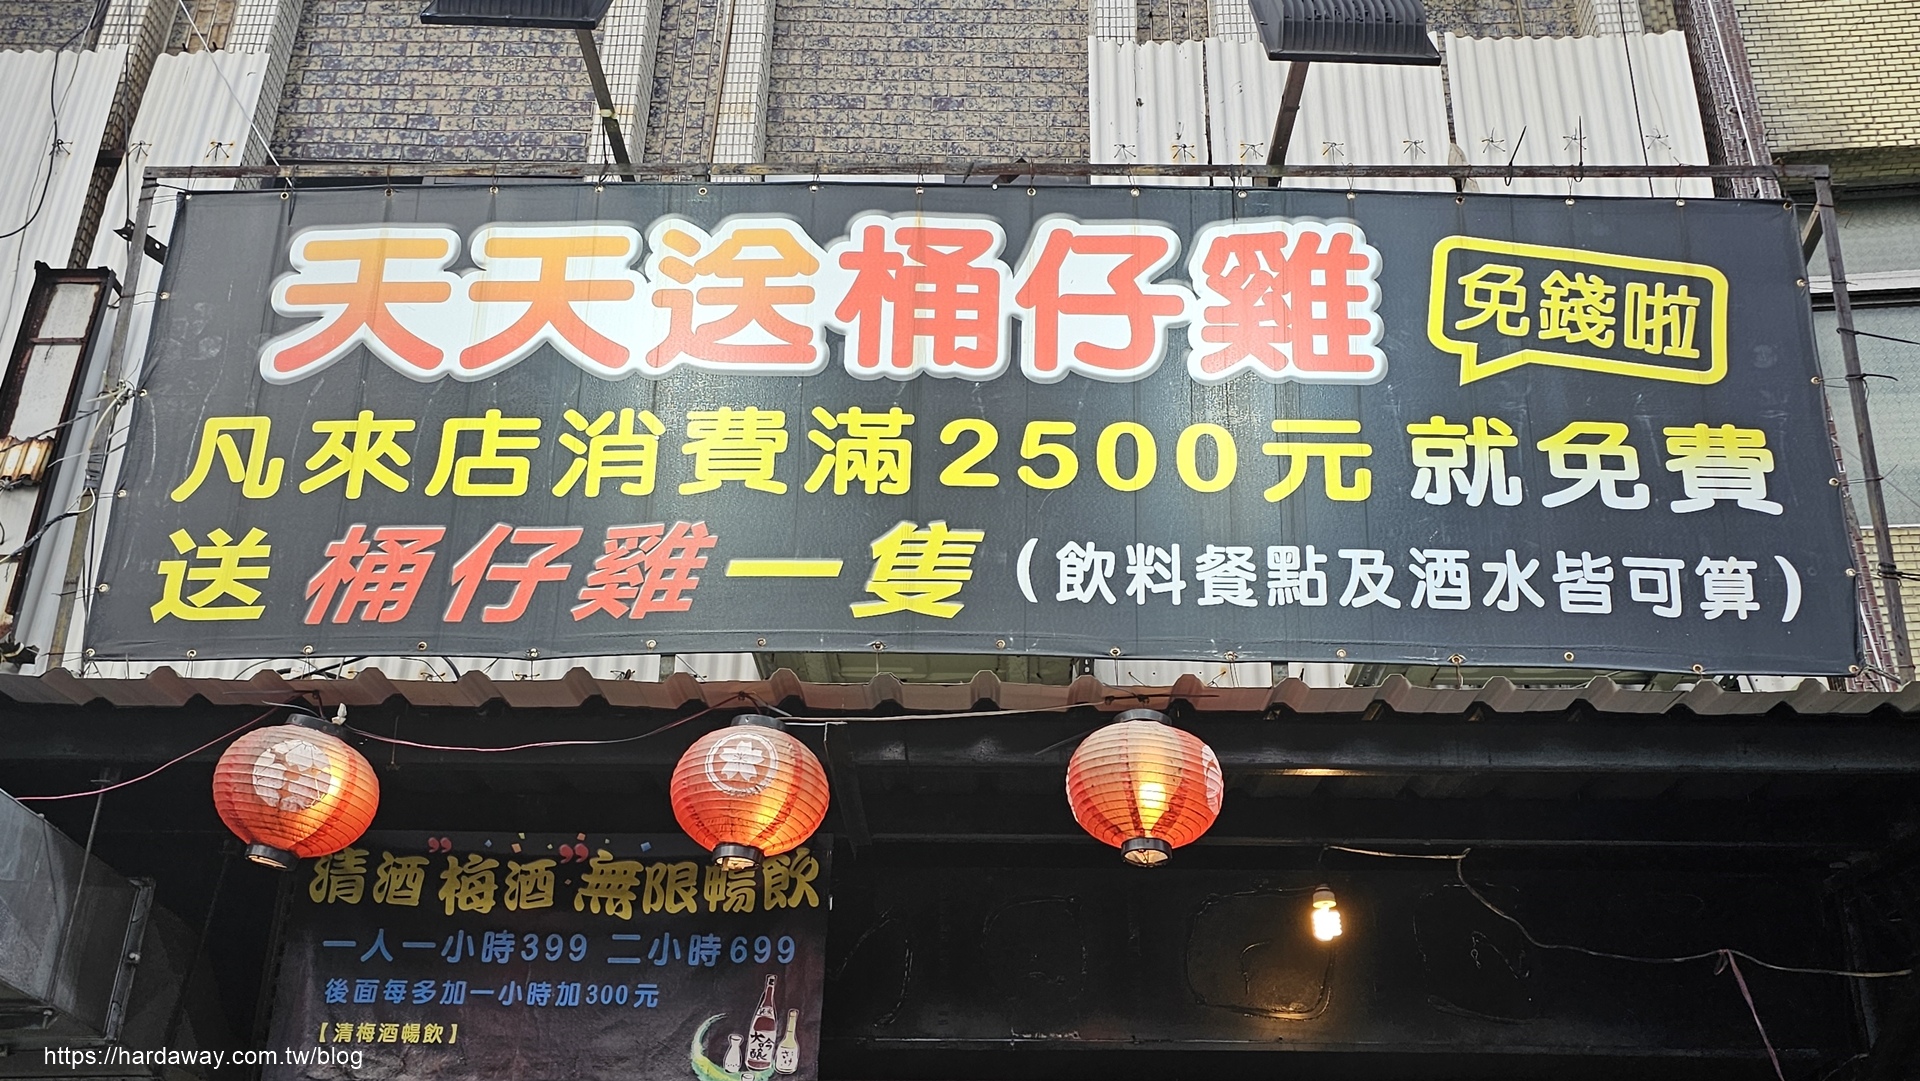 天天送桶仔雞
免錢啦
凡來店消費滿2500元 就免費
送 桶仔雞一隻 (飲料餐點及酒水皆可算)
清酒"梅酒"無限暢飲
一人一小時399 二小時699
後面每多加一小時加300元
【清梅酒暢飲】
https://hardaway.com.tw/blog